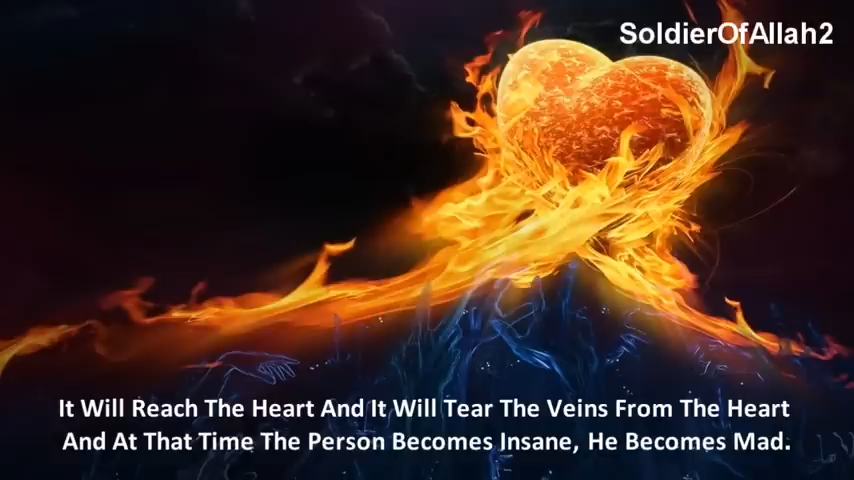 SoldierOfAllah2
It Will Reach The Heart And It Will Tear The Veins From The Heart
And At That Time The Person Becomes Insane, He Becomes Mad.